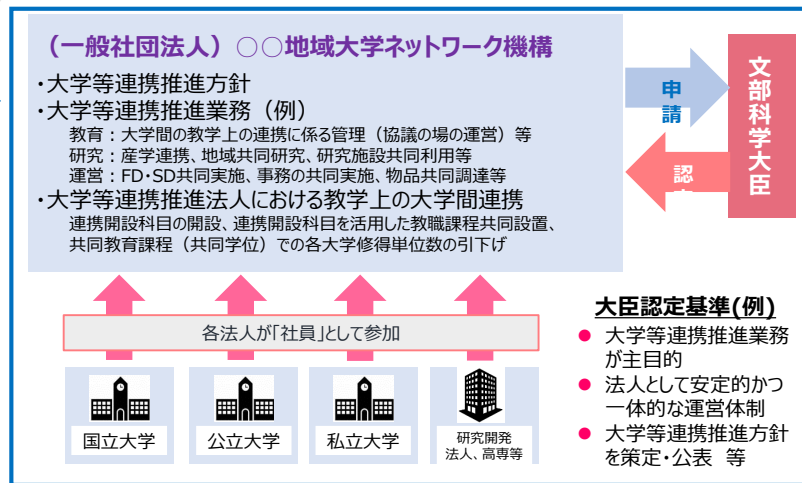 （一般社団法人）○○地域大学ネットワーク機構
・大学等連携推進方針
・大学等連携推進業務（例）
教育：大学間の教学上の連携に係る管理（協議の場の運営）等
研究：産学連携、地域共同研究、研究施設共同利用等
運営：FD・SD共同実施、事務の共同実施、物品共同調達等
・大学等連携推進法人における教学上の大学間連携
連携開設科目の開設、連携開設科目を活用した教職課程共同設置、
共同教育課程（共同学位）での各大学修得単位数の引下げ
申請
認
文部科学大臣
各法人が「社員」として参加
国立大学
公立大学
私立大学
研究開発
法人、高専等
大臣認定基準(例)
● 大学等連携推進業務
が主目的
● 法人として安定的かつ
一体的な運営体制
● 大学等連携推進方針
を策定・公表 等